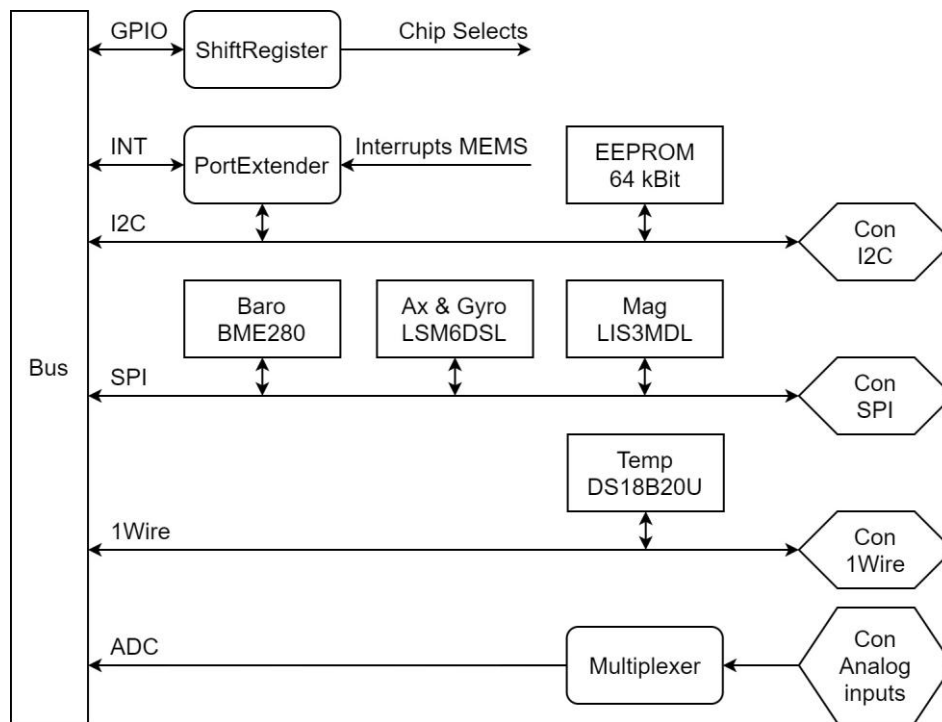 GPIO
ShiftRegister
Chip Selects
INT
PortExtender
Interrupts MEMS
EEPROM
64 kBit
I2C
Con
I2C
Baro
BME280
Ax & Gyro
LSM6DSL
Mag
LIS3MDL
Bus
SPI
Con
SPI
Temp
DS18B20U
1Wire
Con
1Wire
ADC
Multiplexer
Con
Analog
inputs